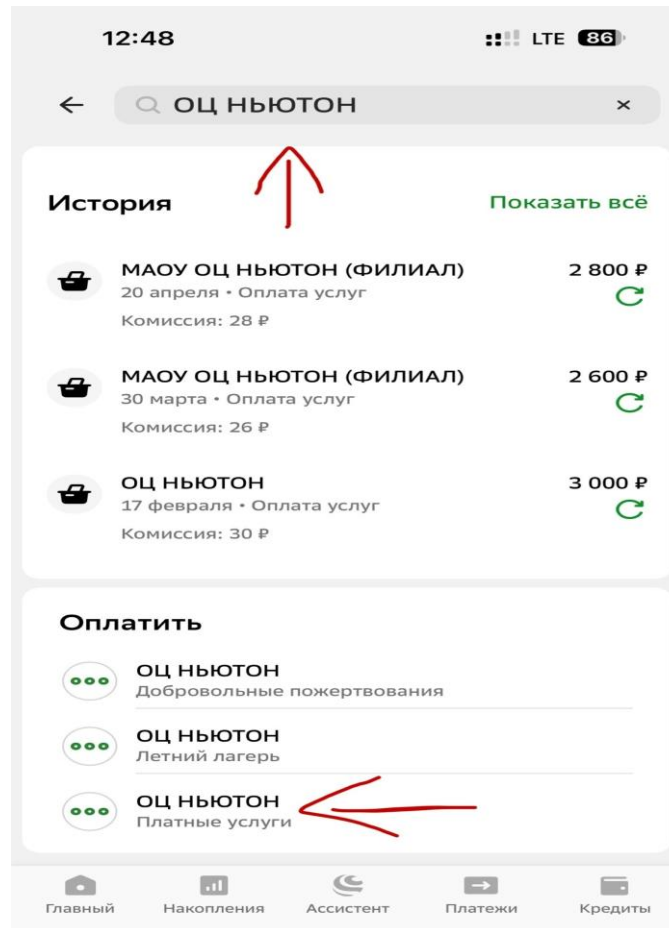 12:48
LTE 86
ОЦ НЬЮТОН ×
История Показать всё
МАОУ ОЦ НЬЮТОН (ФИЛИАЛ) 2 800 ₽
20 апреля • Оплата услуг
Комиссия: 28 ₽
МАОУ ОЦ НЬЮТОН (ФИЛИАЛ) 2 600 ₽
30 марта • Оплата услуг
Комиссия: 26 ₽
ОЦ НЬЮТОН 3 000 ₽
17 февраля • Оплата услуг
Комиссия: 30 ₽
Оплатить
ОЦ НЬЮТОН
Добровольные пожертвования
ОЦ НЬЮТОН
Летний лагерь
ОЦ НЬЮТОН
Платные услуги
Главный Накопления Ассистент Платежи Кредиты